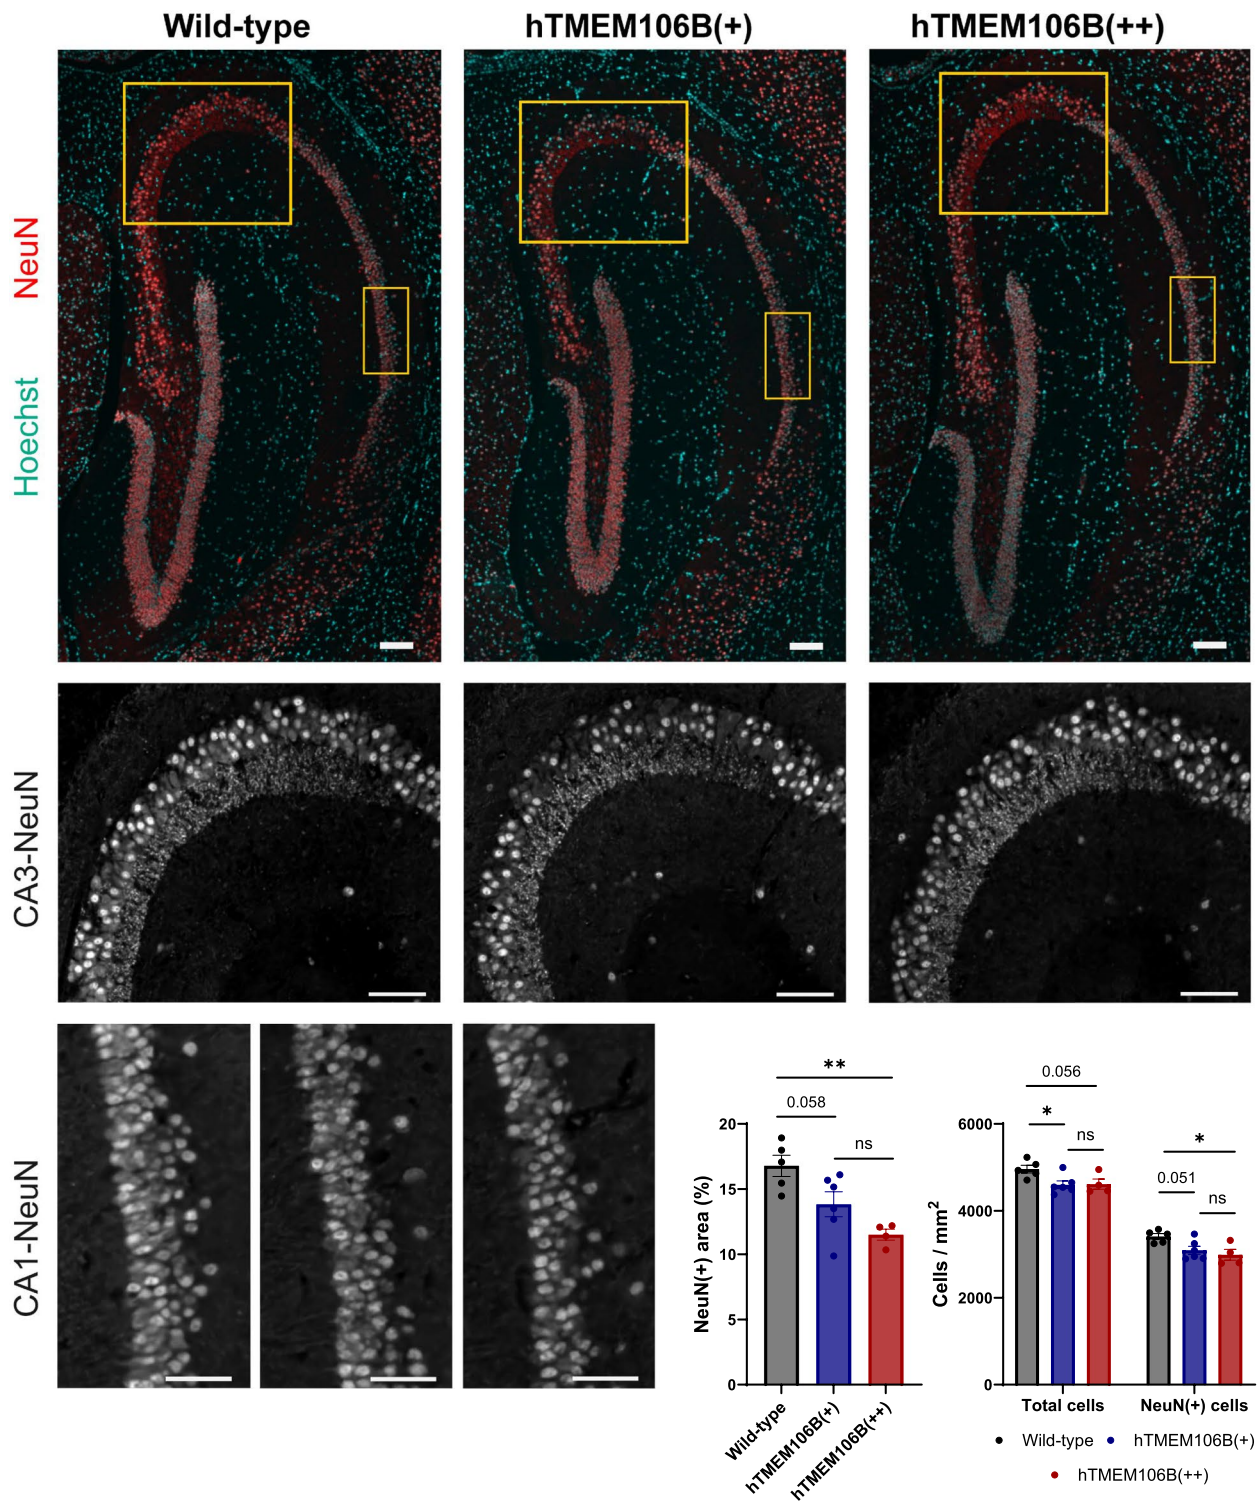 Wild-type
hTMEM106B(+)
hTMEM106B(++)
NeuN
Hoechst
CA3-NeuN
CA1-NeuN
**
0.058
ns
20
15
10
5
0
NeuN(+) area (%)
Wild-type
hTMEM106B(+)
hTMEM106B(++)
0.056
*
ns
*
0.051
ns
6000
4000
2000
0
Cells / mm2
Total cells
NeuN(+) cells
Wild-type
hTMEM106B(+)
hTMEM106B(++)